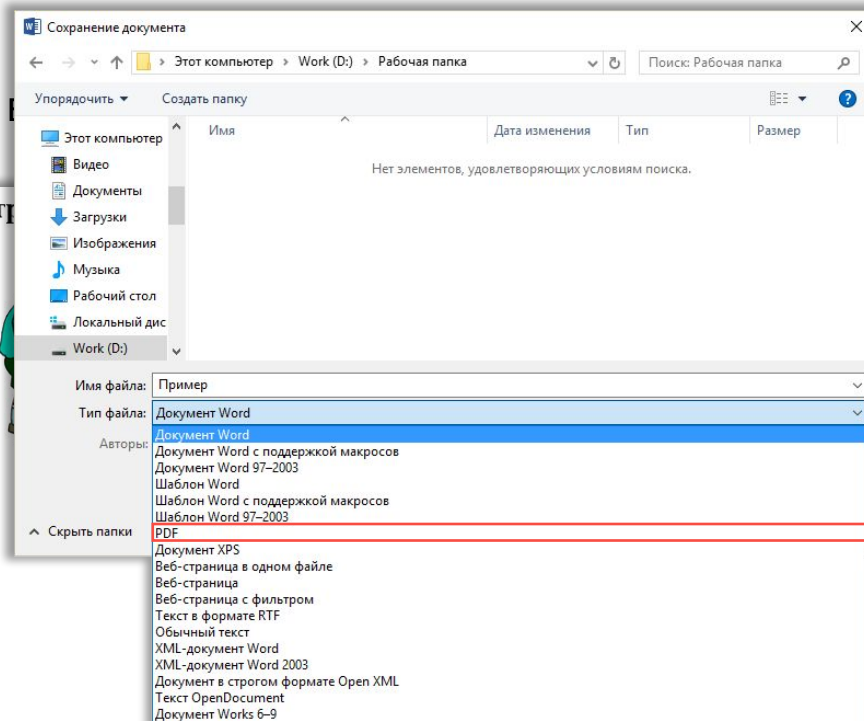 Сохранение документа
Этот компьютер › Work (D:) › Рабочая папка
Поиск: Рабочая папка
Упорядочить
Создать папку
Имя
Дата изменения
Тип
Размер
Нет элементов, удовлетворяющих условиям поиска.
Этот компьютер
Видео
Документы
Загрузки
Изображения
Музыка
Рабочий стол
Локальный дис
Work (D:)
Имя файла: Пример
Тип файла: Документ Word
Авторы:
Скрыть папки
Документ Word
Документ Word с поддержкой макросов
Документ Word 97–2003
Шаблон Word
Шаблон Word с поддержкой макросов
Шаблон Word 97–2003
PDF
Документ XPS
Веб-страница в одном файле
Веб-страница
Веб-страница с фильтром
Текст в формате RTF
Обычный текст
XML-документ Word
XML-документ Word 2003
Документ в строгом формате Open XML
Текст OpenDocument
Документ Works 6–9